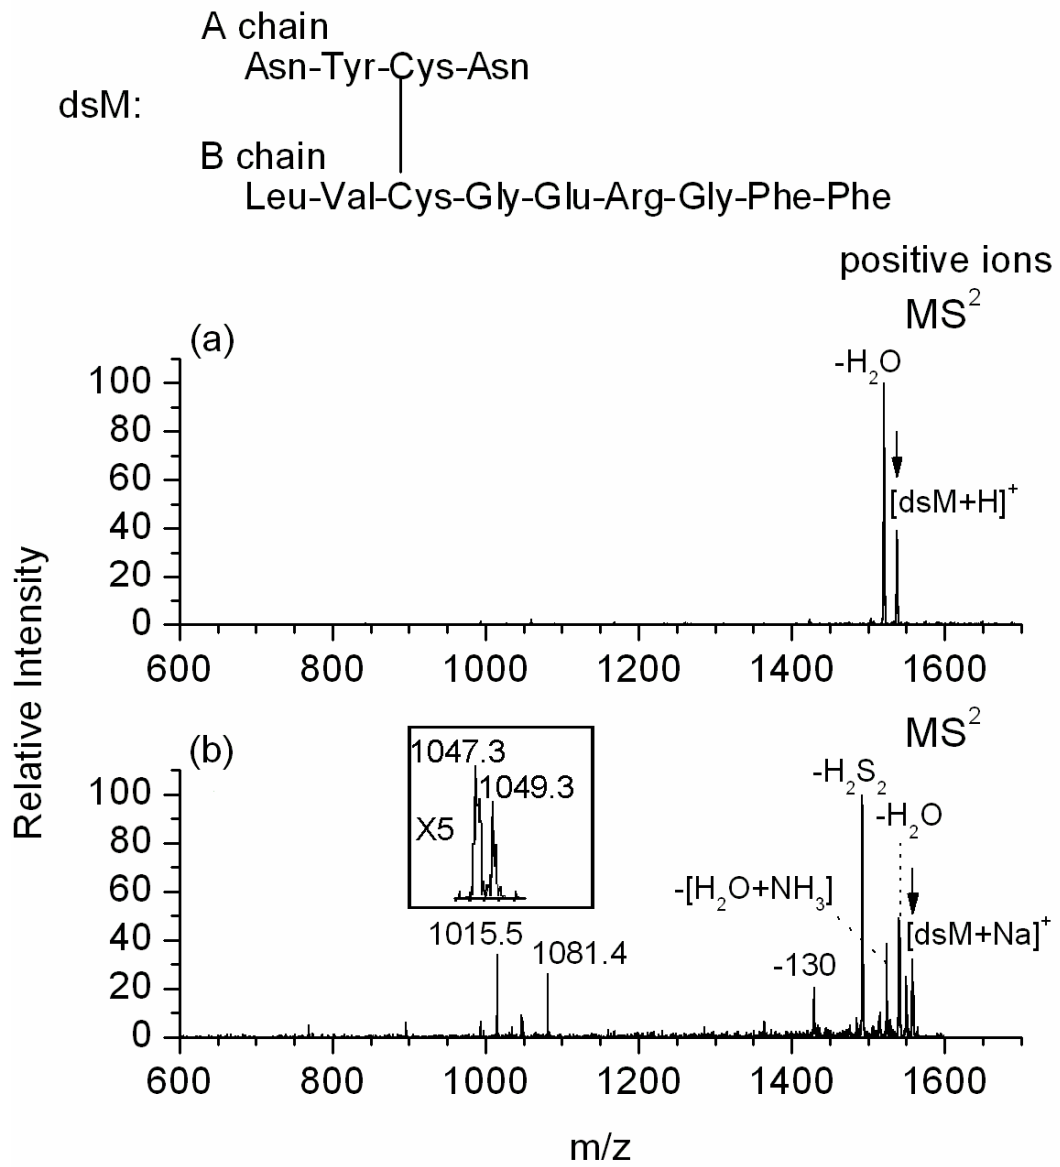 A chain
Asn-Tyr-Cys-Asn
dsM:
B chain
Leu-Val-Cys-Gly-Glu-Arg-Gly-Phe-Phe
positive ions
MS²
(a)
-H₂O
[dsM+H]⁺
100
80
60
40
20
0
600 800 1000 1200 1400 1600
Relative Intensity
(b)
MS²
1047.3
1049.3
X5
-H₂S₂
-H₂O
-[H₂O+NH₃]
[dsM+Na]⁺
1015.5
1081.4
-130
100
80
60
40
20
0
600 800 1000 1200 1400 1600
m/z